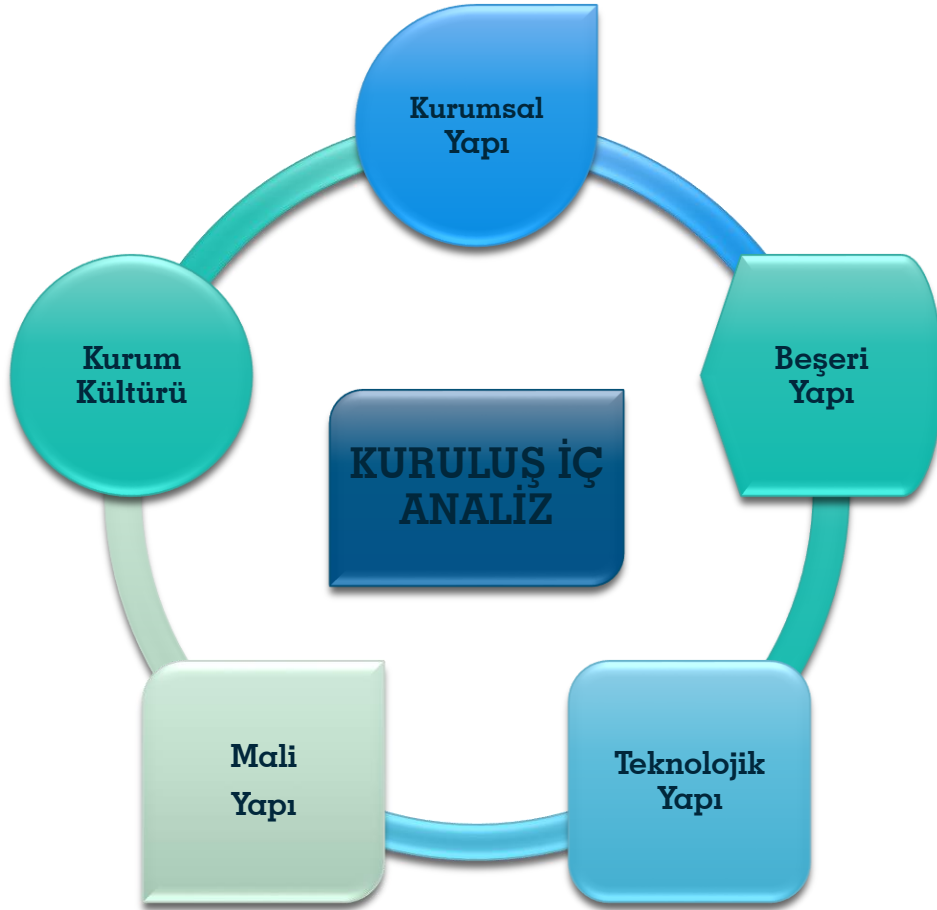 Kurumsal
Yapı
Beşeri
Yapı
Teknolojik
Yapı
Mali
Yapı
Kurum
Kültürü
KURULUŞ İÇ
ANALİZ